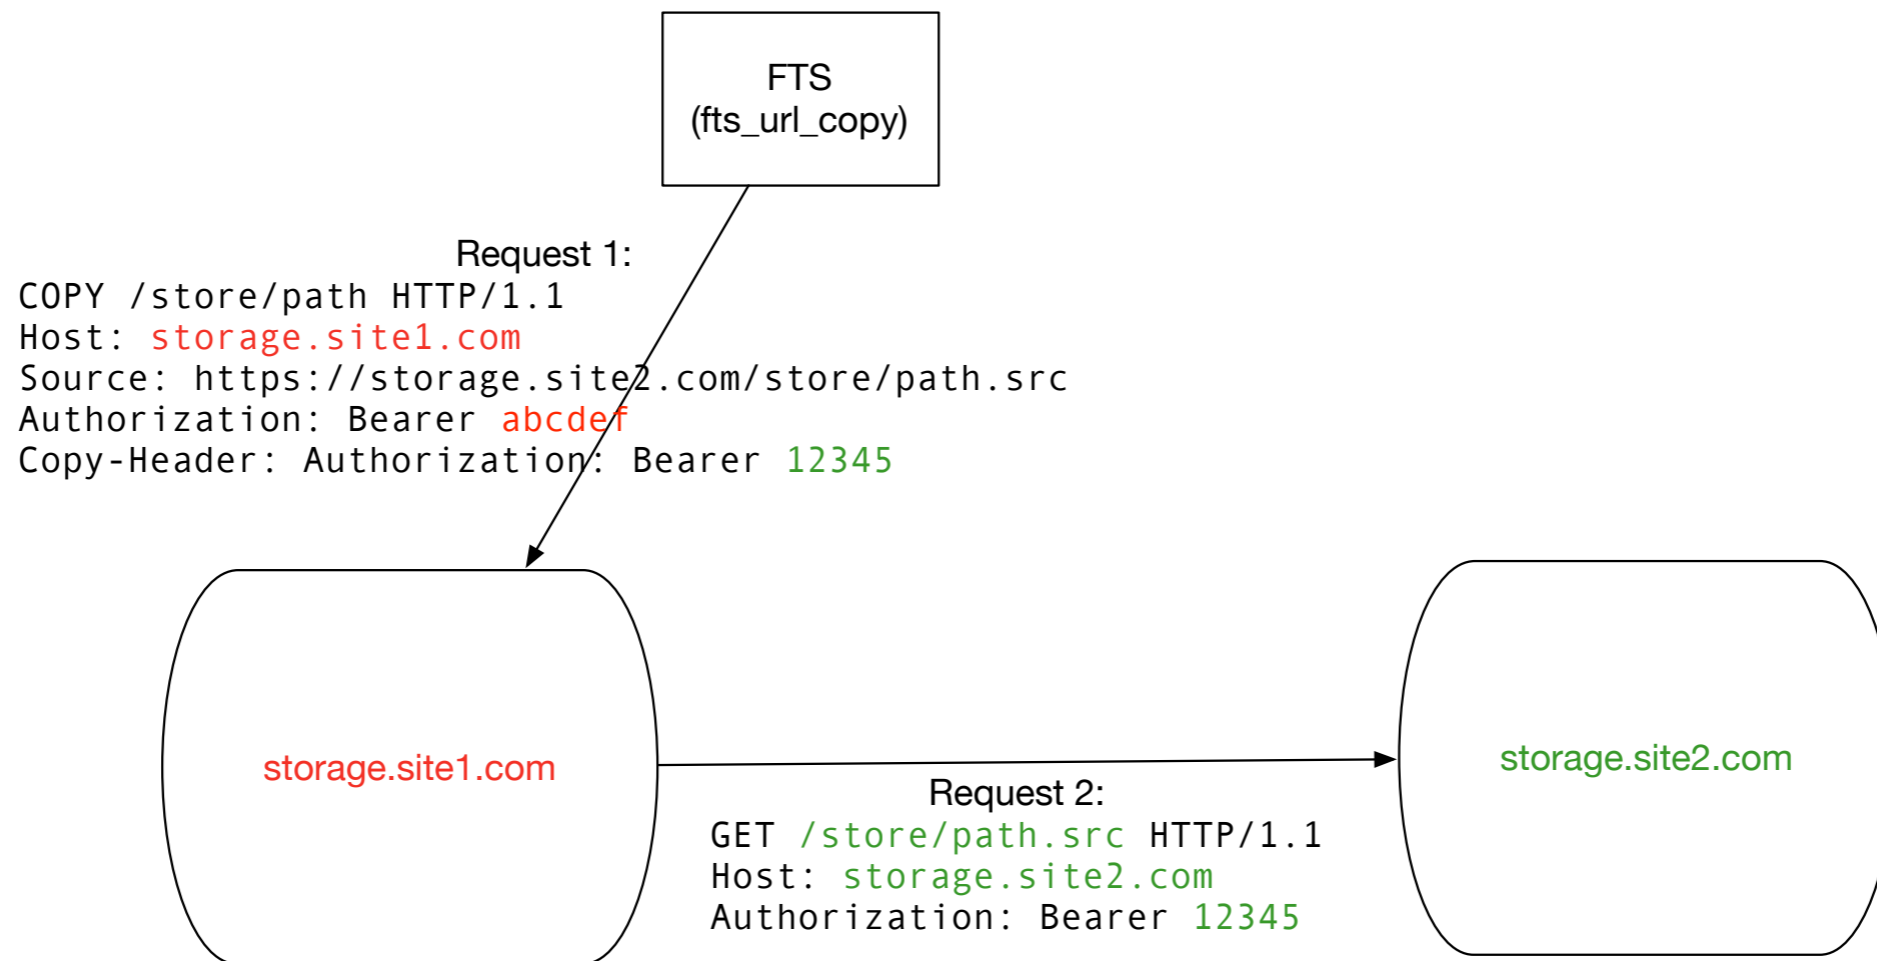 FTS
(fts_url_copy)
Request 1:
COPY /store/path HTTP/1.1
Host: storage.site1.com
Source: https://storage.site2.com/store/path.src
Authorization: Bearer abcdef
Copy-Header: Authorization: Bearer 12345
storage.site1.com
storage.site2.com
Request 2:
GET /store/path.src HTTP/1.1
Host: storage.site2.com
Authorization: Bearer 12345